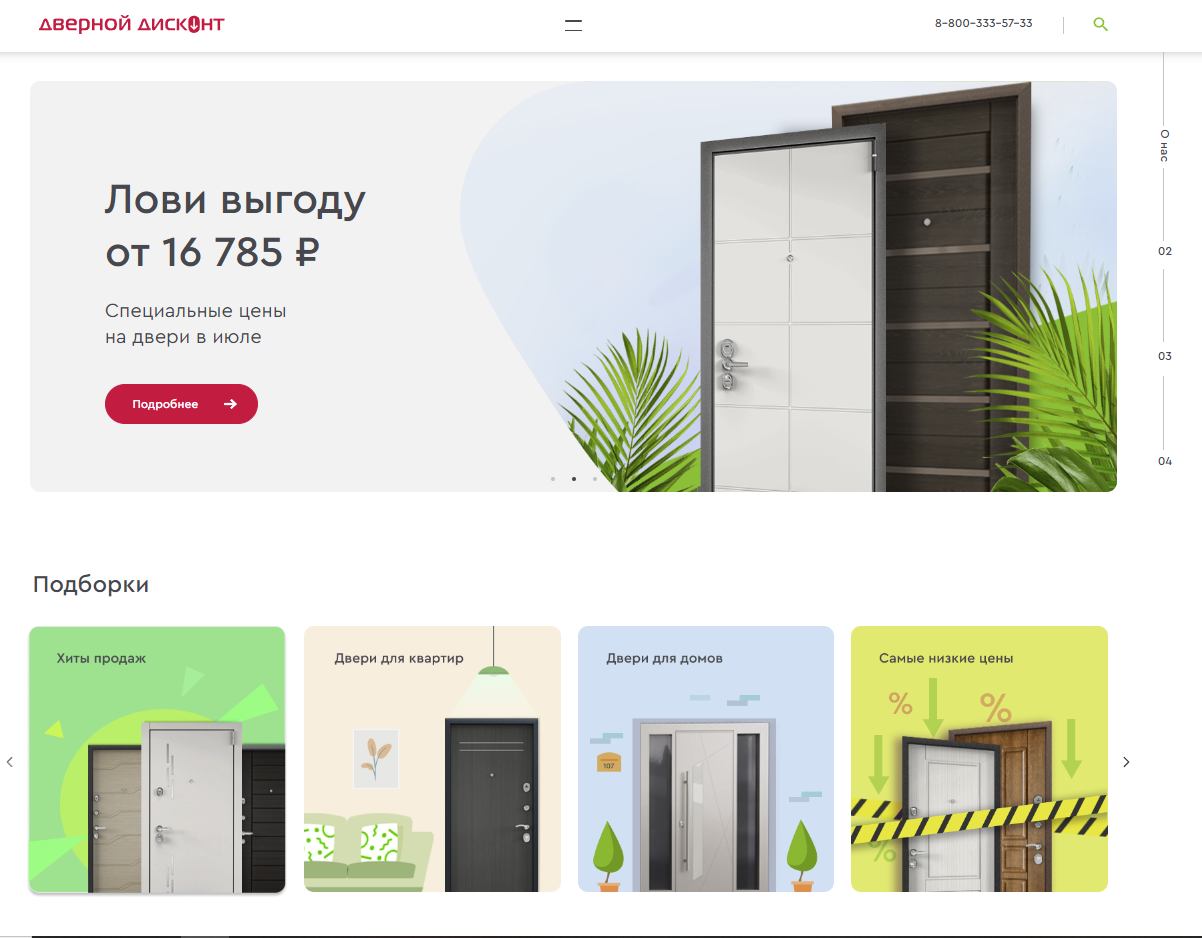 ДВЕРНОЙ ДИСКОНТ
8-800-333-57-33
О нас
Лови выгоду
от 16 785 ₽
Специальные цены
на двери в июле
Подробнее
02
03
04
Подборки
Хиты продаж
Двери для квартир
Двери для домов
Самые низкие цены
%
%
107
%